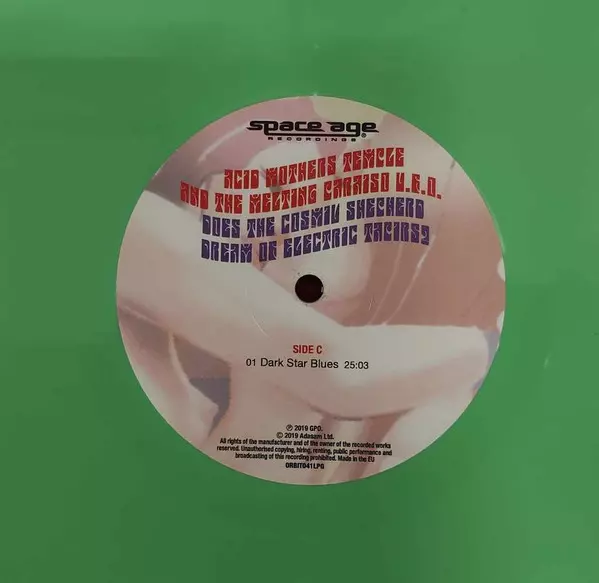 space age
RECORDINGS
ACID MOTHERS TEMPLE
AND THE MELTING PARAISO U.F.O.
DOES THE COSMIC SHEPHERD
DREAM OF ELECTRIC TAPIRS?
SIDE C
01 Dark Star Blues 25:03
℗ 2019 GPO.
© 2019 Adasam Ltd.
All rights of the manufacturer and of the owner of the recorded works
reserved. Unauthorised copying, hiring, renting, public performance and
broadcasting of this recording prohibited. Made in the EU
ORBIT041LPG